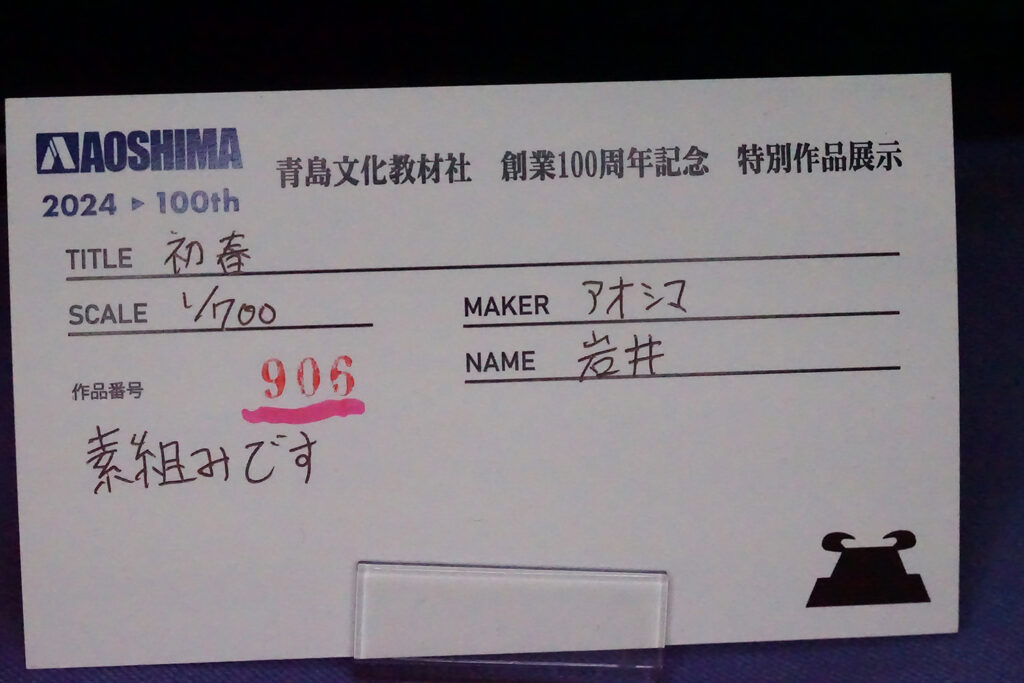 AOSHIMA
2024 ▶ 100th
青島文化教材社 創業100周年記念 特別作品展示
TITLE 初春
SCALE 1/700
MAKER アオシマ
NAME 岩井
作品番号 906
素組みです